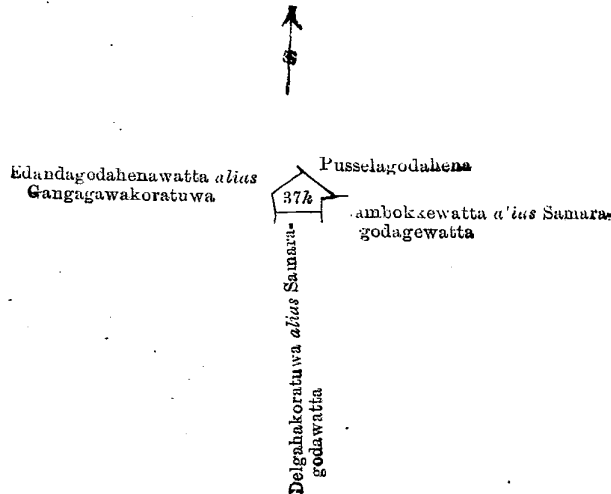 Pusselagodahena
Edandagodahenawatta alias
Gangagawakoratuwa
37h
alias Samara-
godagewatta
Delgahakoratuwa alias Samara-
godawatta